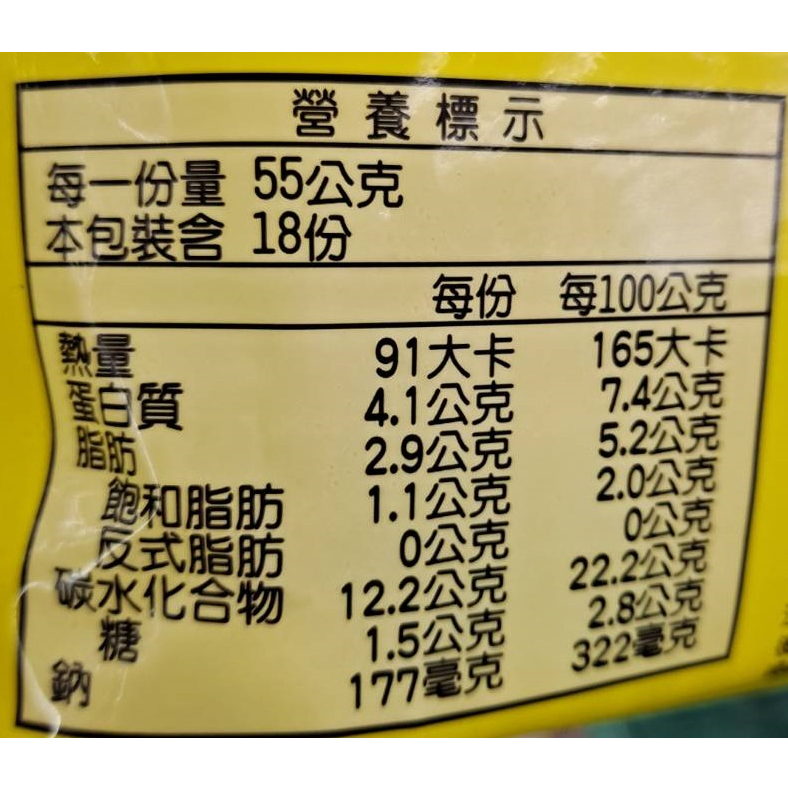 營養標示
每一份量 55公克
本包裝含 18份
每份 每100公克
熱量 91大卡 165大卡
蛋白質 4.1公克 7.4公克
脂肪 2.9公克 5.2公克
飽和脂肪 1.1公克 2.0公克
反式脂肪 0公克 0公克
碳水化合物 12.2公克 22.2公克
糖 1.5公克 2.8公克
鈉 177毫克 322毫克